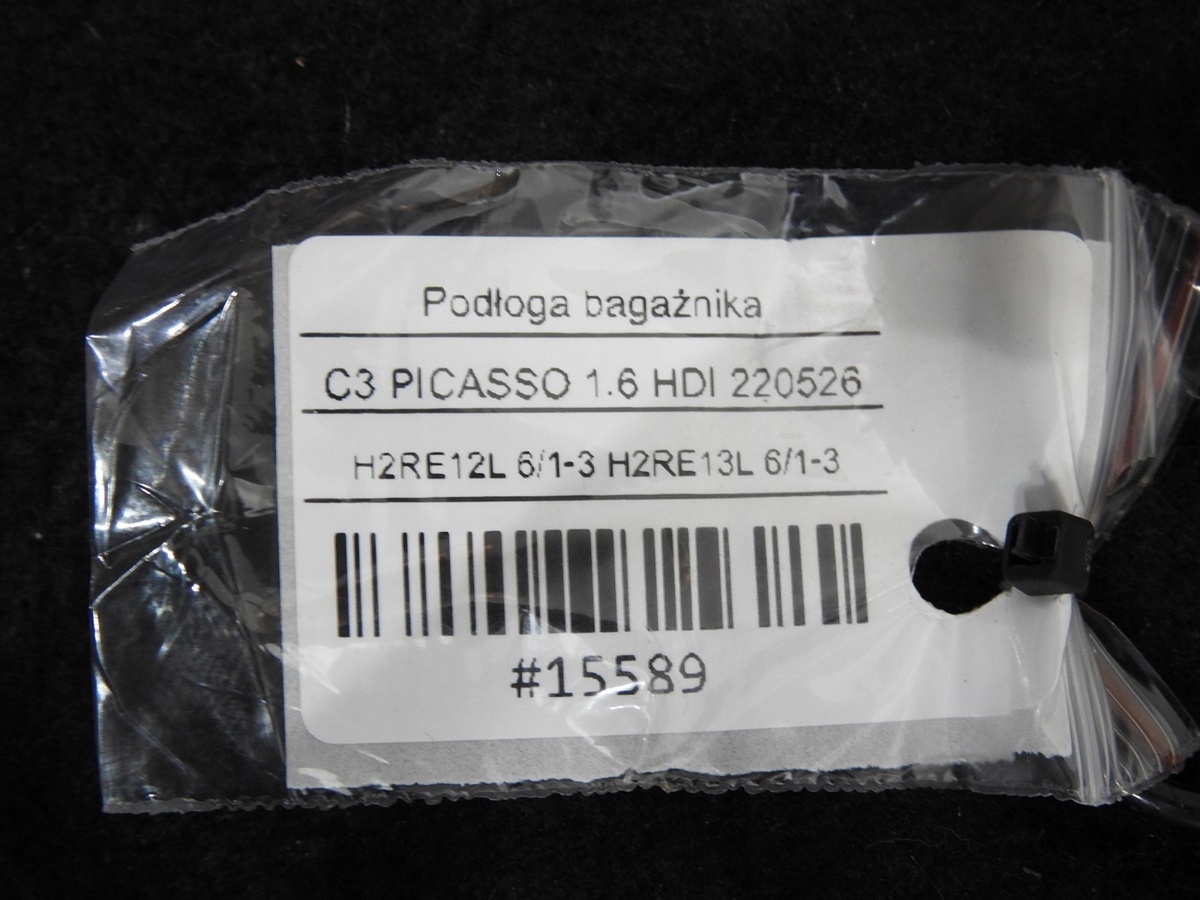 Podłoga bagażnika
C3 PICASSO 1.6 HDI 220526
H2RE12L 6/1-3 H2RE13L 6/1-3
#15589